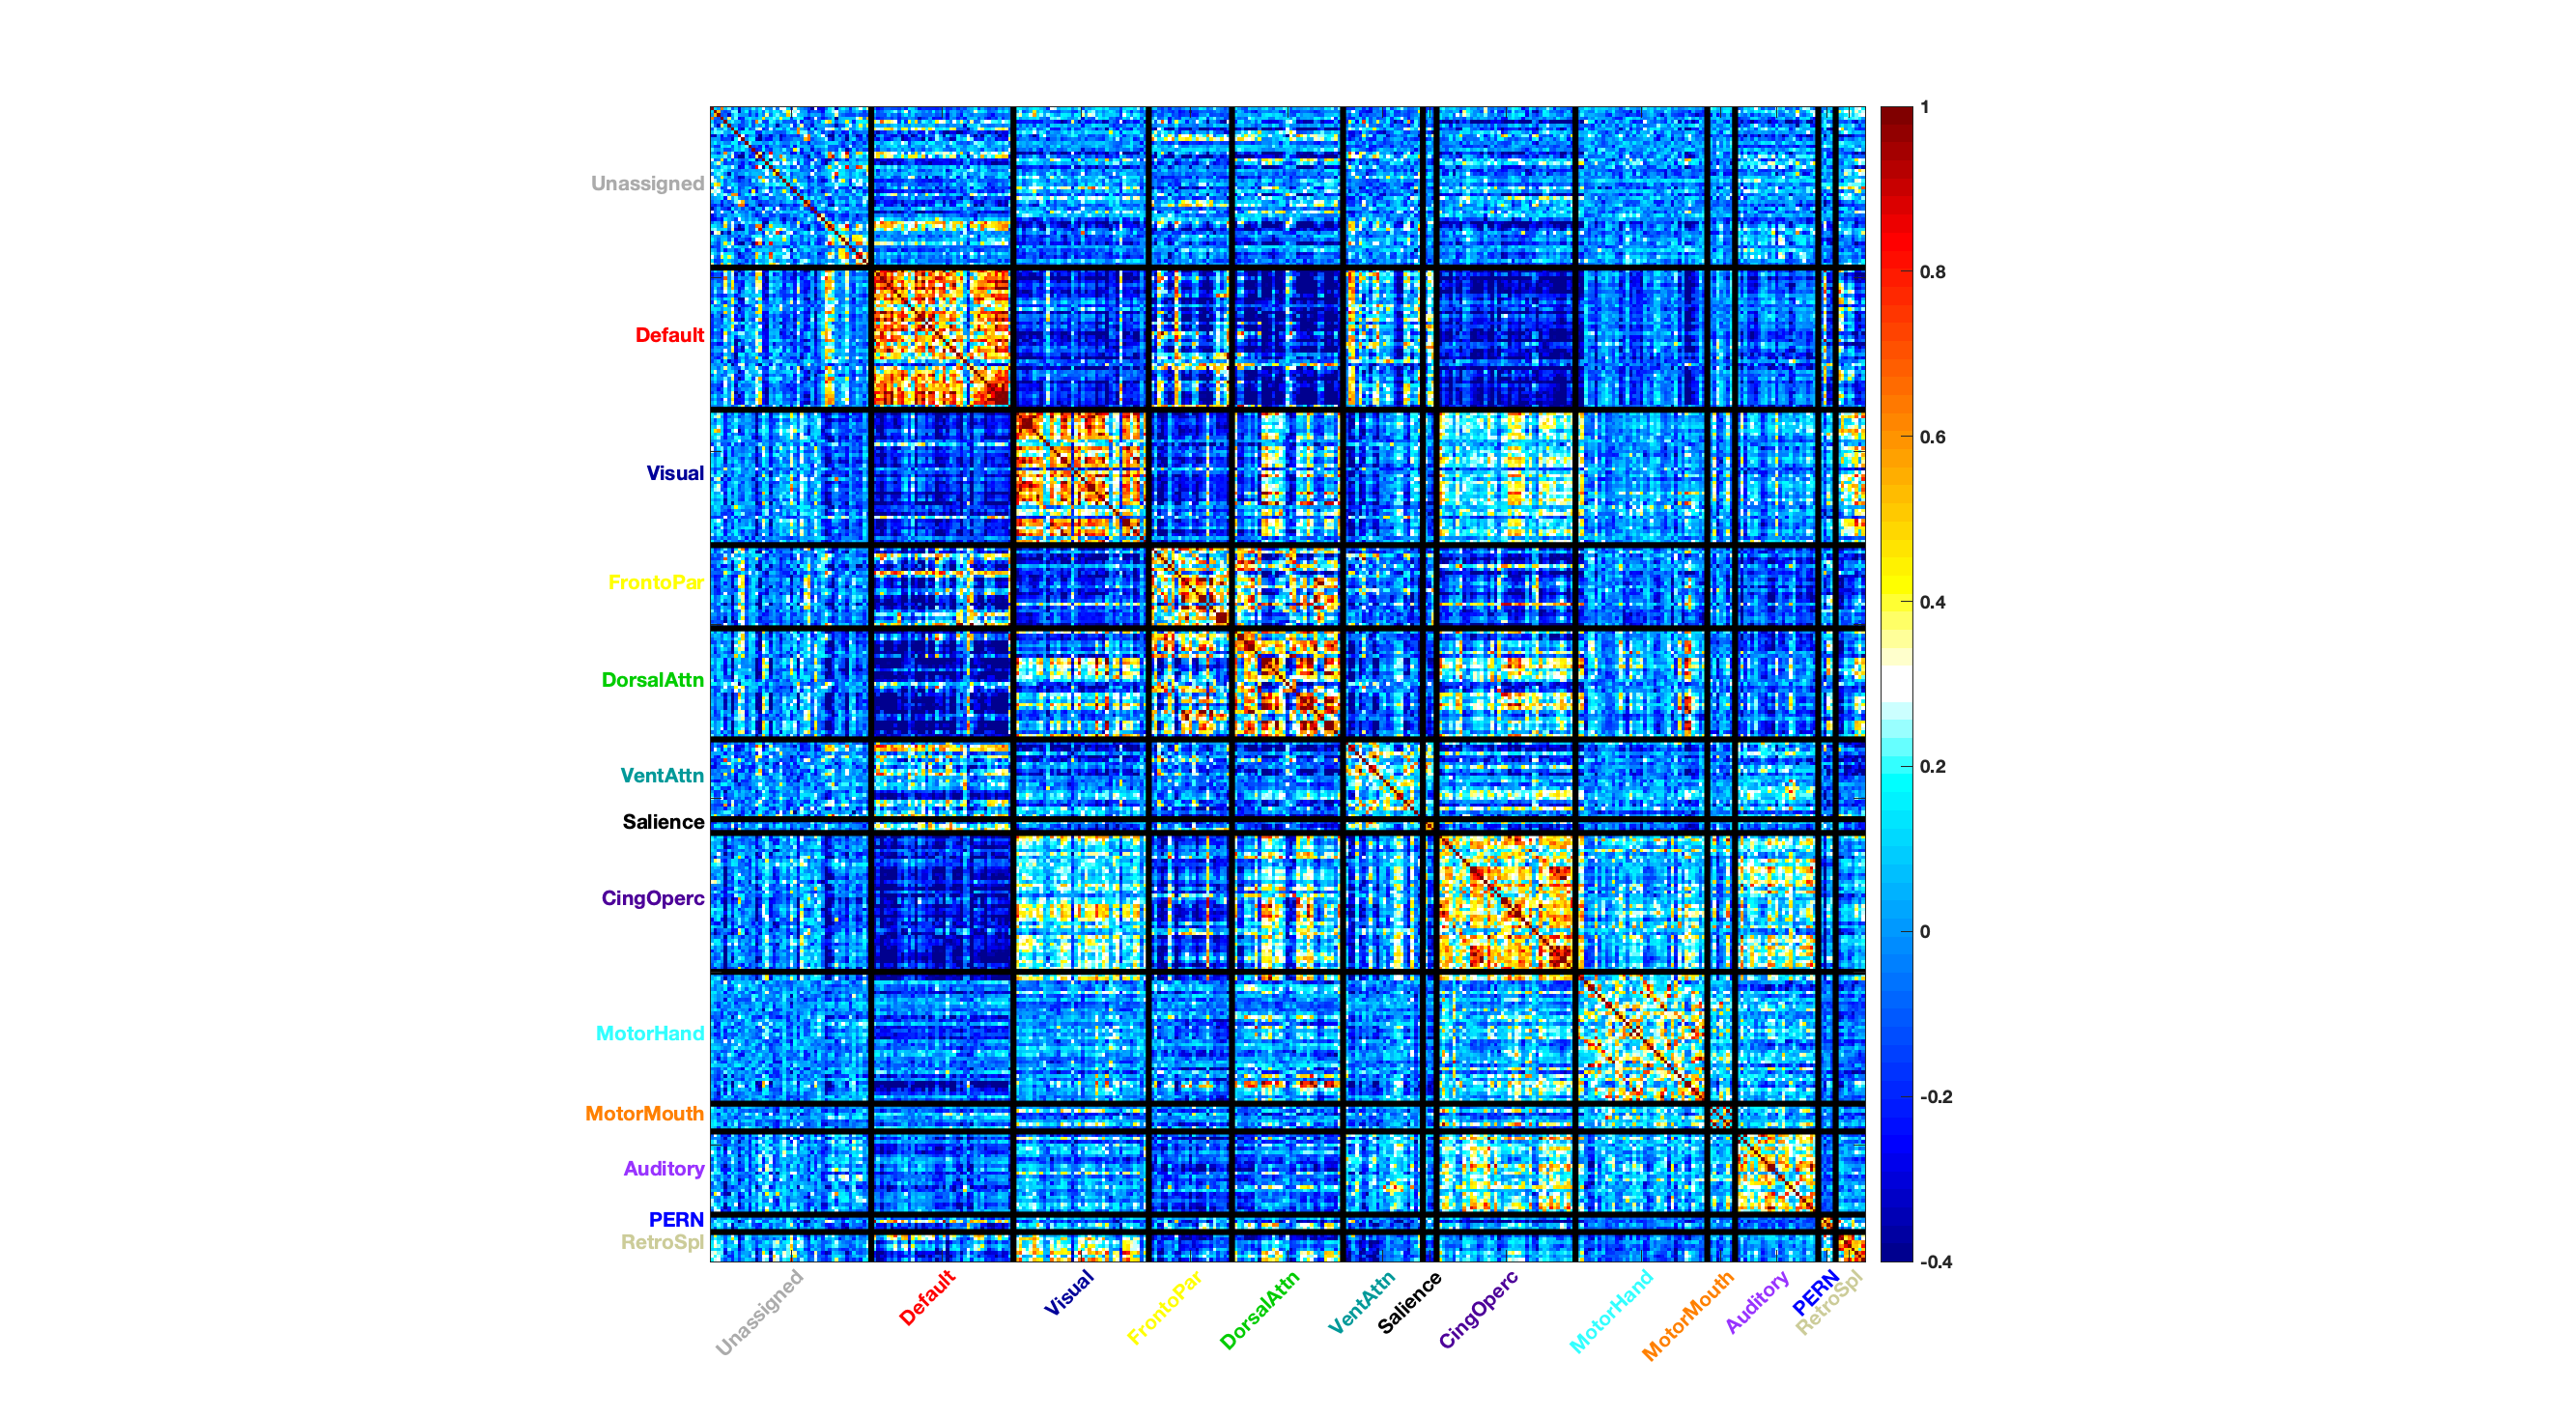 Unassigned
Default
Visual
FrontoPar
DorsalAttn
VentAttn
Salience
CingOperc
MotorHand
MotorMouth
Auditory
PERN
RetroSpl
Unassigned
Default
Visual
FrontoPar
DorsalAttn
VentAttn
Salience
CingOperc
MotorHand
MotorMouth
Auditory
PERN
RetroSpl
1
0.8
0.6
0.4
0.2
0
-0.2
-0.4